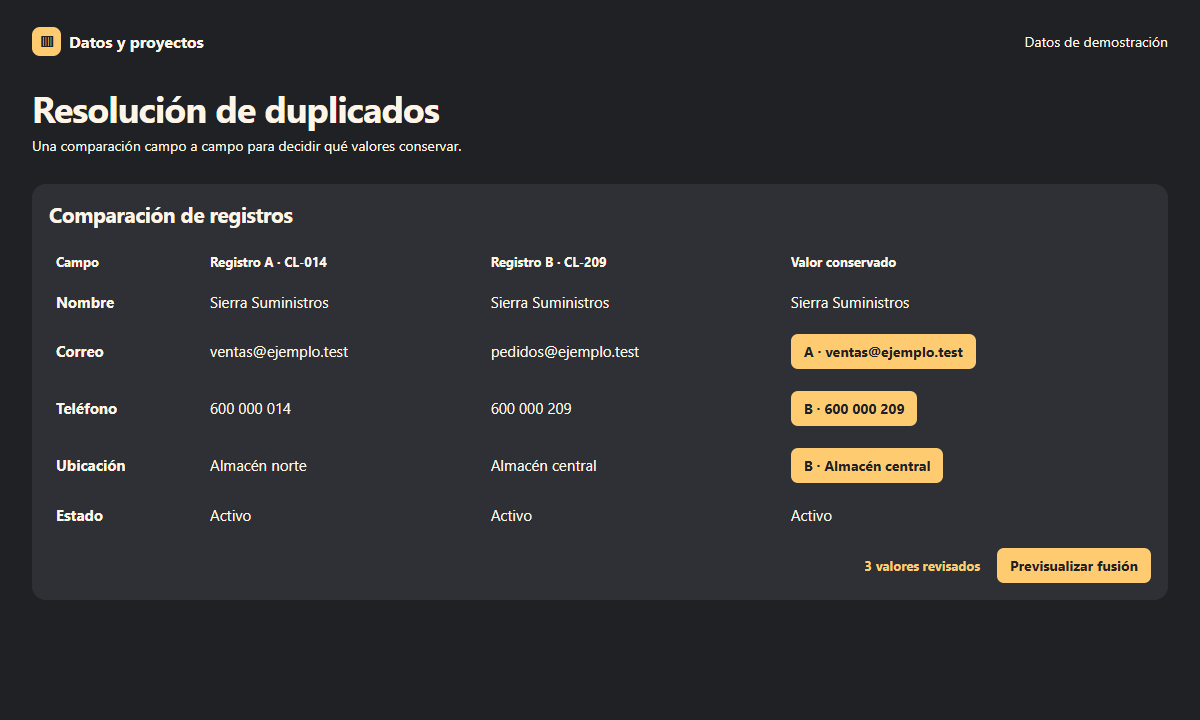 Datos y proyectos
Datos de demostración
Resolución de duplicados
Una comparación campo a campo para decidir qué valores conservar.
Comparación de registros
Campo Registro A · CL-014 Registro B · CL-209 Valor conservado
Nombre Sierra Suministros Sierra Suministros Sierra Suministros
Correo ventas@ejemplo.test pedidos@ejemplo.test A · ventas@ejemplo.test
Teléfono 600 000 014 600 000 209 B · 600 000 209
Ubicación Almacén norte Almacén central B · Almacén central
Estado Activo Activo Activo
3 valores revisados Previsualizar fusión